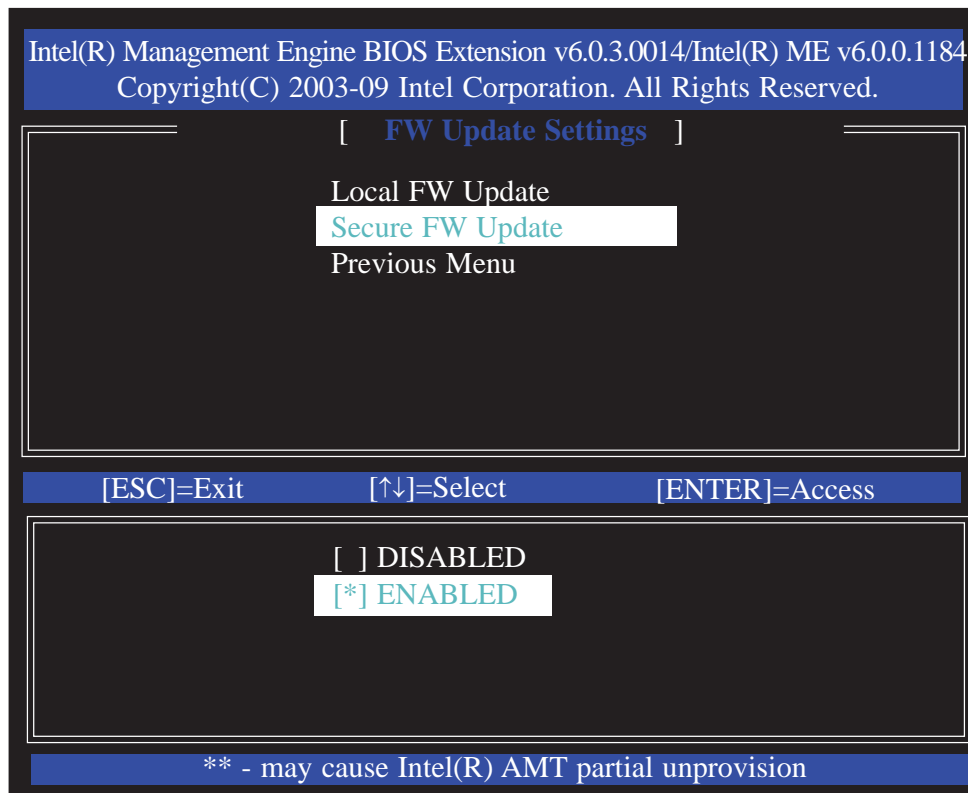 Intel(R) Management Engine BIOS Extension v6.0.3.0014/Intel(R) ME v6.0.0.1184
Copyright(C) 2003-09 Intel Corporation. All Rights Reserved.
[ FW Update Settings ]
Local FW Update
Secure FW Update
Previous Menu
[ESC]=Exit [↑↓]=Select [ENTER]=Access
[ ] DISABLED
[*] ENABLED
** - may cause Intel(R) AMT partial unprovision